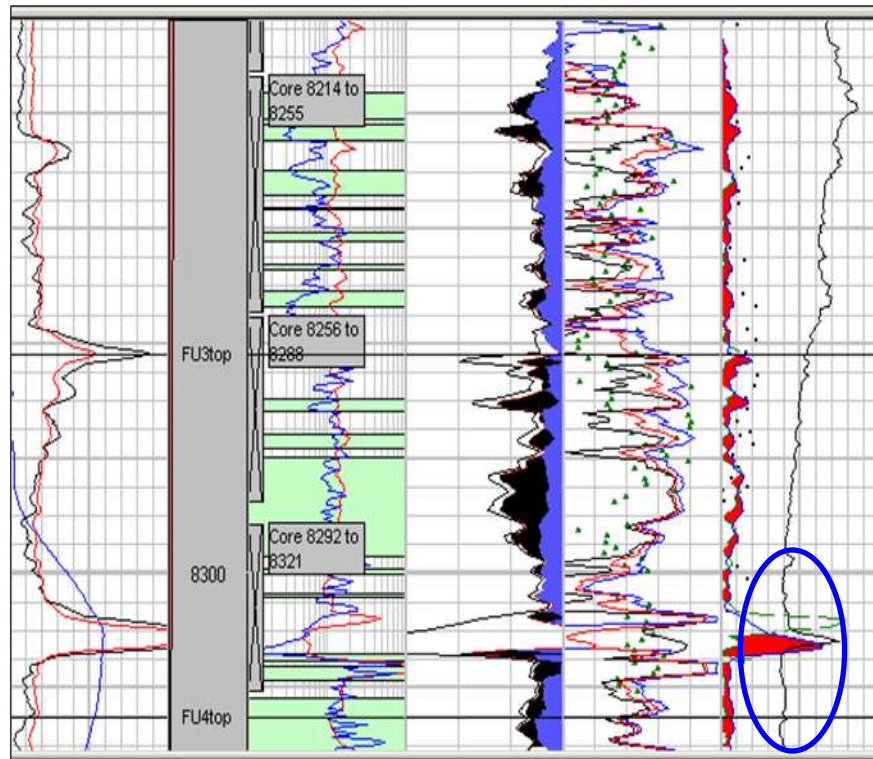 Core 8214 to
8255
Core 8256 to
8288
FU3top
Core 8292 to
8321
8300
FU4top